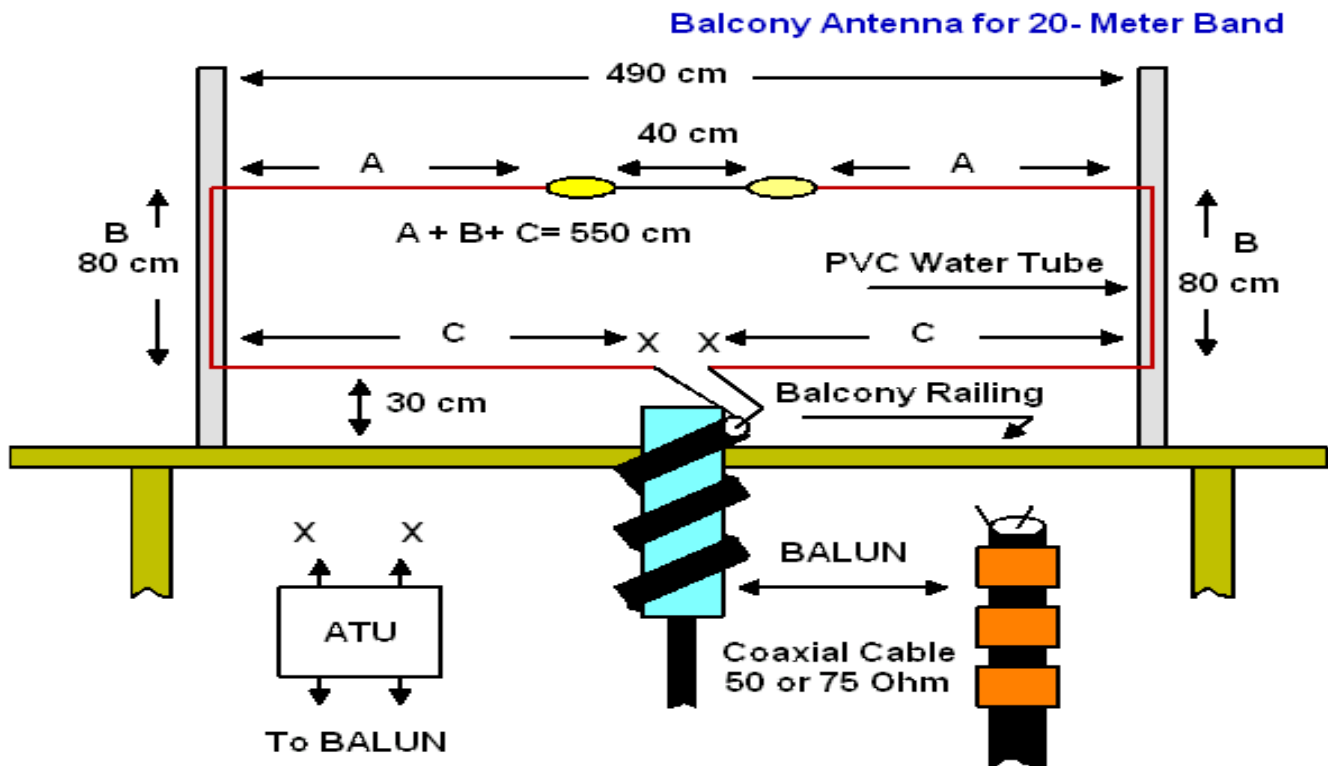 Balcony Antenna for 20- Meter Band
490 cm
40 cm
A
A
B
80 cm
A + B+ C= 550 cm
PVC Water Tube
B
80 cm
C
X
X
C
30 cm
Balcony Railing
X
X
ATU
To BALUN
BALUN
Coaxial Cable
50 or 75 Ohm